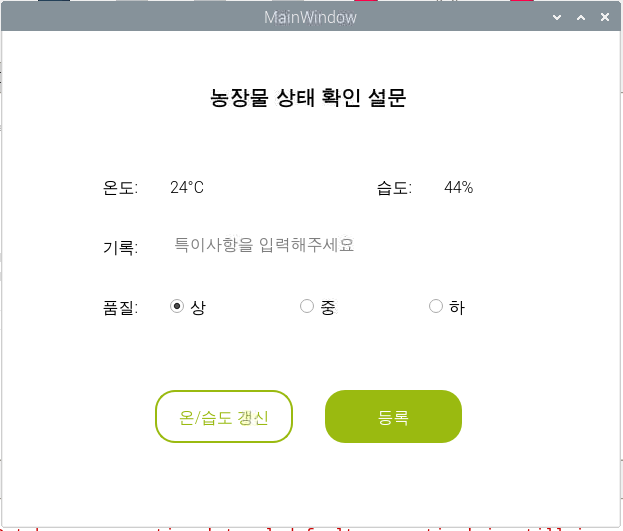 MainWindow
농장물 상태 확인 설문
온도: 24°C 습도: 44%
기록: 특이사항을 입력해주세요
품질: 상 중 하
온/습도 갱신 등록